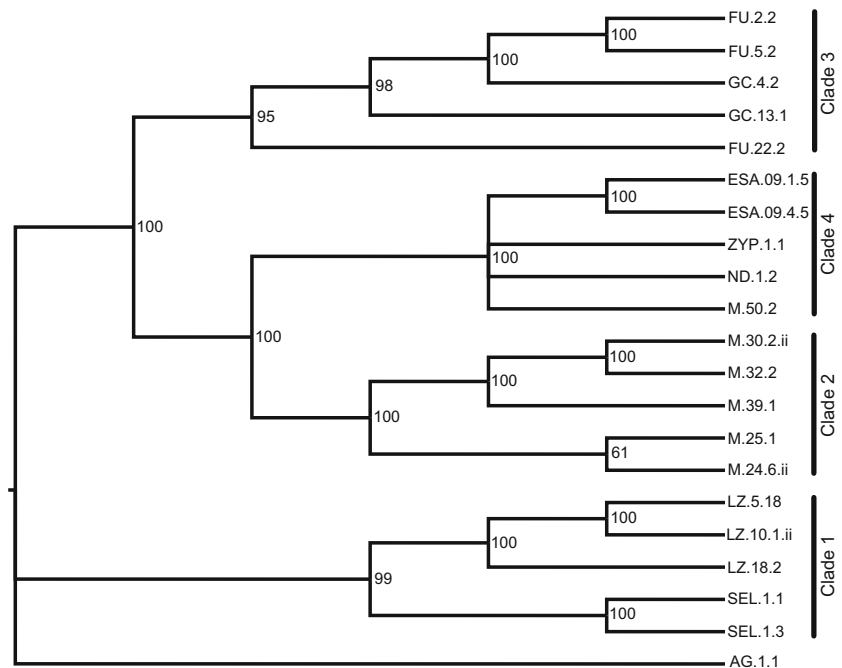 FU.2.2
100
FU.5.2
100
GC.4.2
98
GC.13.1
95
FU.22.2
Clade 3
100
ESA.09.1.5
100
ESA.09.4.5
ZYP.1.1
100
ND.1.2
M.50.2
Clade 4
100
M.30.2.ii
100
M.32.2
100
M.39.1
100
M.25.1
61
M.24.6.ii
Clade 2
LZ.5.18
100
LZ.10.1.ii
100
LZ.18.2
99
SEL.1.1
100
SEL.1.3
Clade 1
AG.1.1